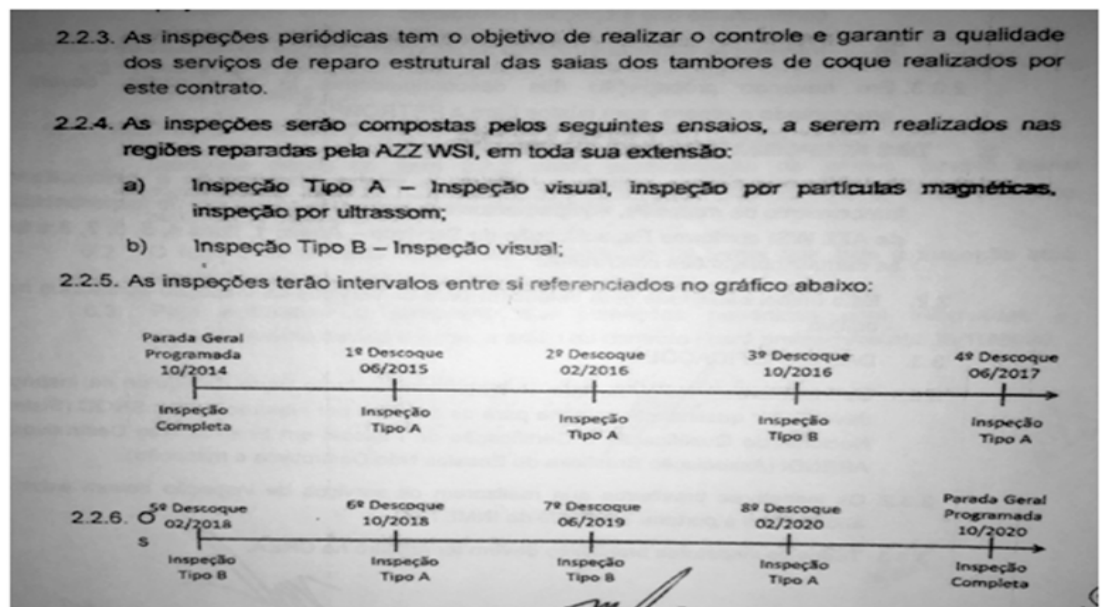 2.2.3. As inspeções periódicas tem o objetivo de realizar o controle e garantir a qualidade
dos serviços de reparo estrutural das saias dos tambores de coque realizados por
este contrato.
2.2.4. As inspeções serão compostas pelos seguintes ensaios, a serem realizados nas
regiões reparadas pela AZZ WSI, em toda sua extensão:
a) Inspeção Tipo A – Inspeção visual, inspeção por partículas magnéticas,
inspeção por ultrassom;
b) Inspeção Tipo B – Inspeção visual;
2.2.5. As inspeções terão intervalos entre si referenciados no gráfico abaixo:
Parada Geral
Programada
10/2014
Inspeção
Completa
1º Descoque
06/2015
Inspeção
Tipo A
2º Descoque
02/2016
Inspeção
Tipo A
3º Descoque
10/2016
Inspeção
Tipo B
4º Descoque
06/2017
Inspeção
Tipo A
2.2.6. O
s
5º Descoque
02/2018
Inspeção
Tipo B
6º Descoque
10/2018
Inspeção
Tipo A
7º Descoque
06/2019
Inspeção
Tipo B
8º Descoque
02/2020
Inspeção
Tipo A
Parada Geral
Programada
10/2020
Inspeção
Completa